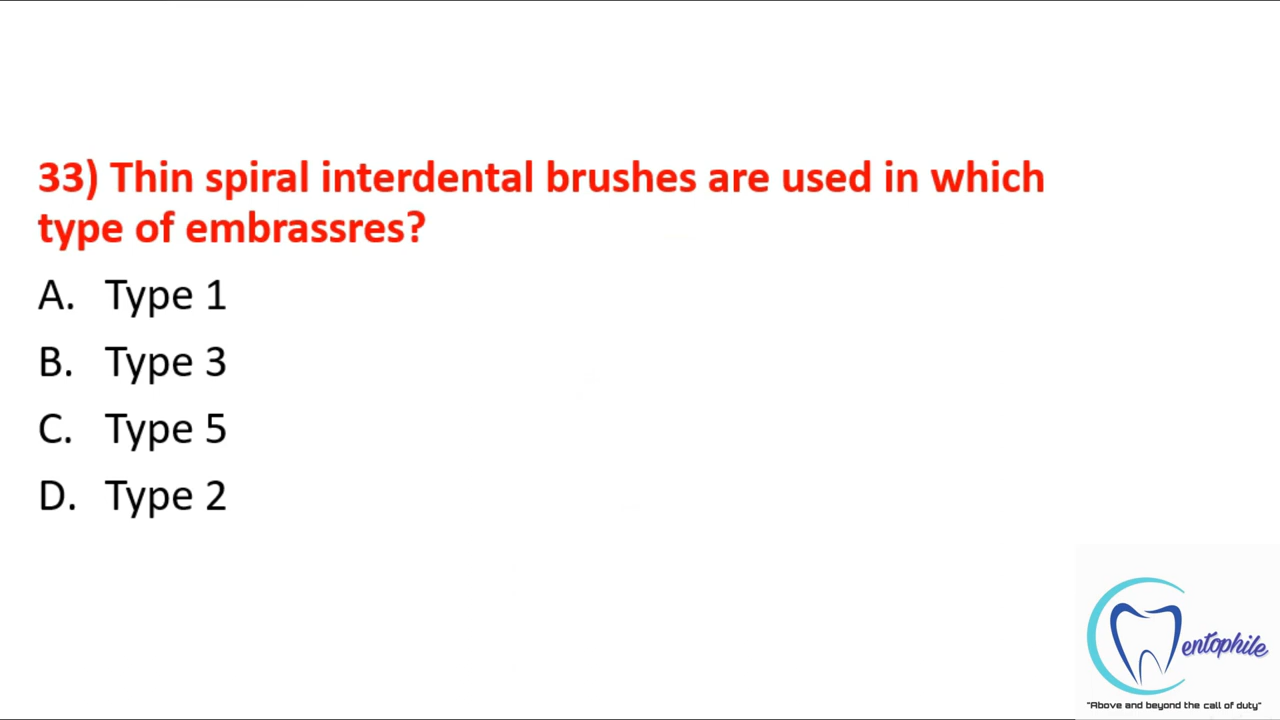 33) Thin spiral interdental brushes are used in which
type of embrassres?
A. Type 1
B. Type 3
C. Type 5
D. Type 2
entophile
"Above and beyond the call of duty"